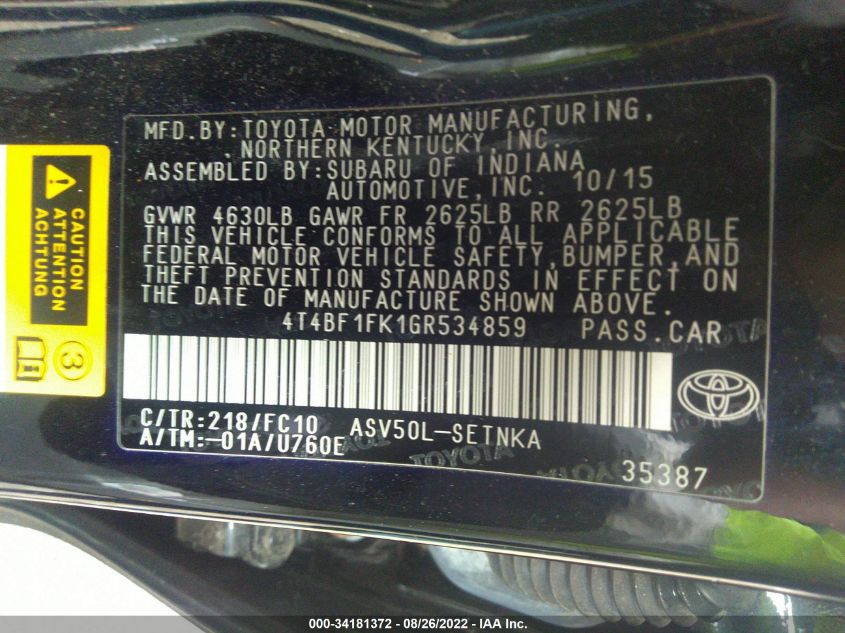 MFD.BY:TOYOTA MOTOR MANUFACTURING,
NORTHERN KENTUCKY, INC.
ASSEMBLED BY:SUBARU OF INDIANA
AUTOMOTIVE,INC. 10/15
GVWR 4630LB GAWR FR 2625LB RR 2625LB
THIS VEHICLE CONFORMS TO ALL APPLICABLE
FEDERAL MOTOR VEHICLE SAFETY,BUMPER,AND
THEFT PREVENTION STANDARDS IN EFFECT ON
THE DATE OF MANUFACTURE SHOWN ABOVE.
4T4BF1FK1GR534859 PASS.CAR
C/TR:218/FC10 ASV50L-SETNKA
A/TM:-01A/U760E
35387
TOYOTA
CAUTION
ATTENTION
ACHTUNG
3
000-34181372 | 08/26/2022 | IAA Inc.